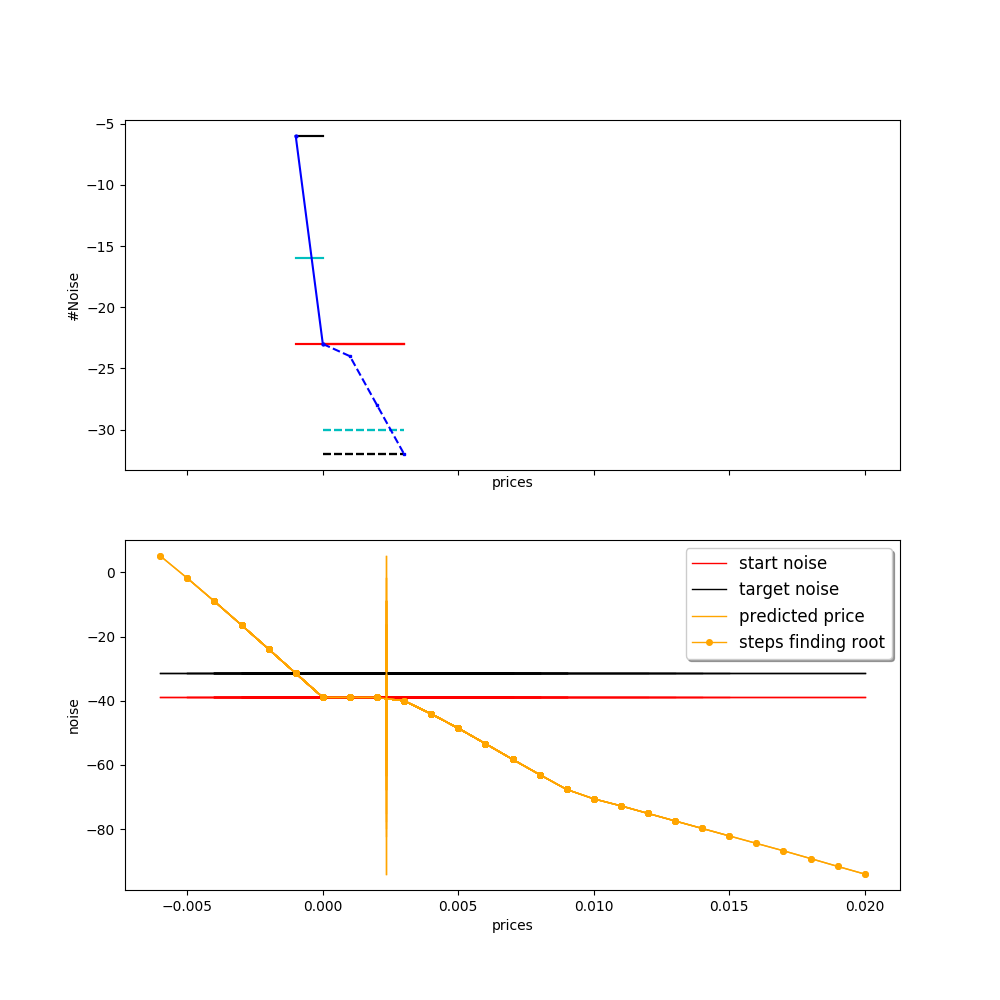 −5
−10
−15
−20
−25
−30
#Noise
prices
0
−20
−40
−60
−80
noise
start noise
target noise
predicted price
steps finding root
−0.005 0.000 0.005 0.010 0.015 0.020
prices